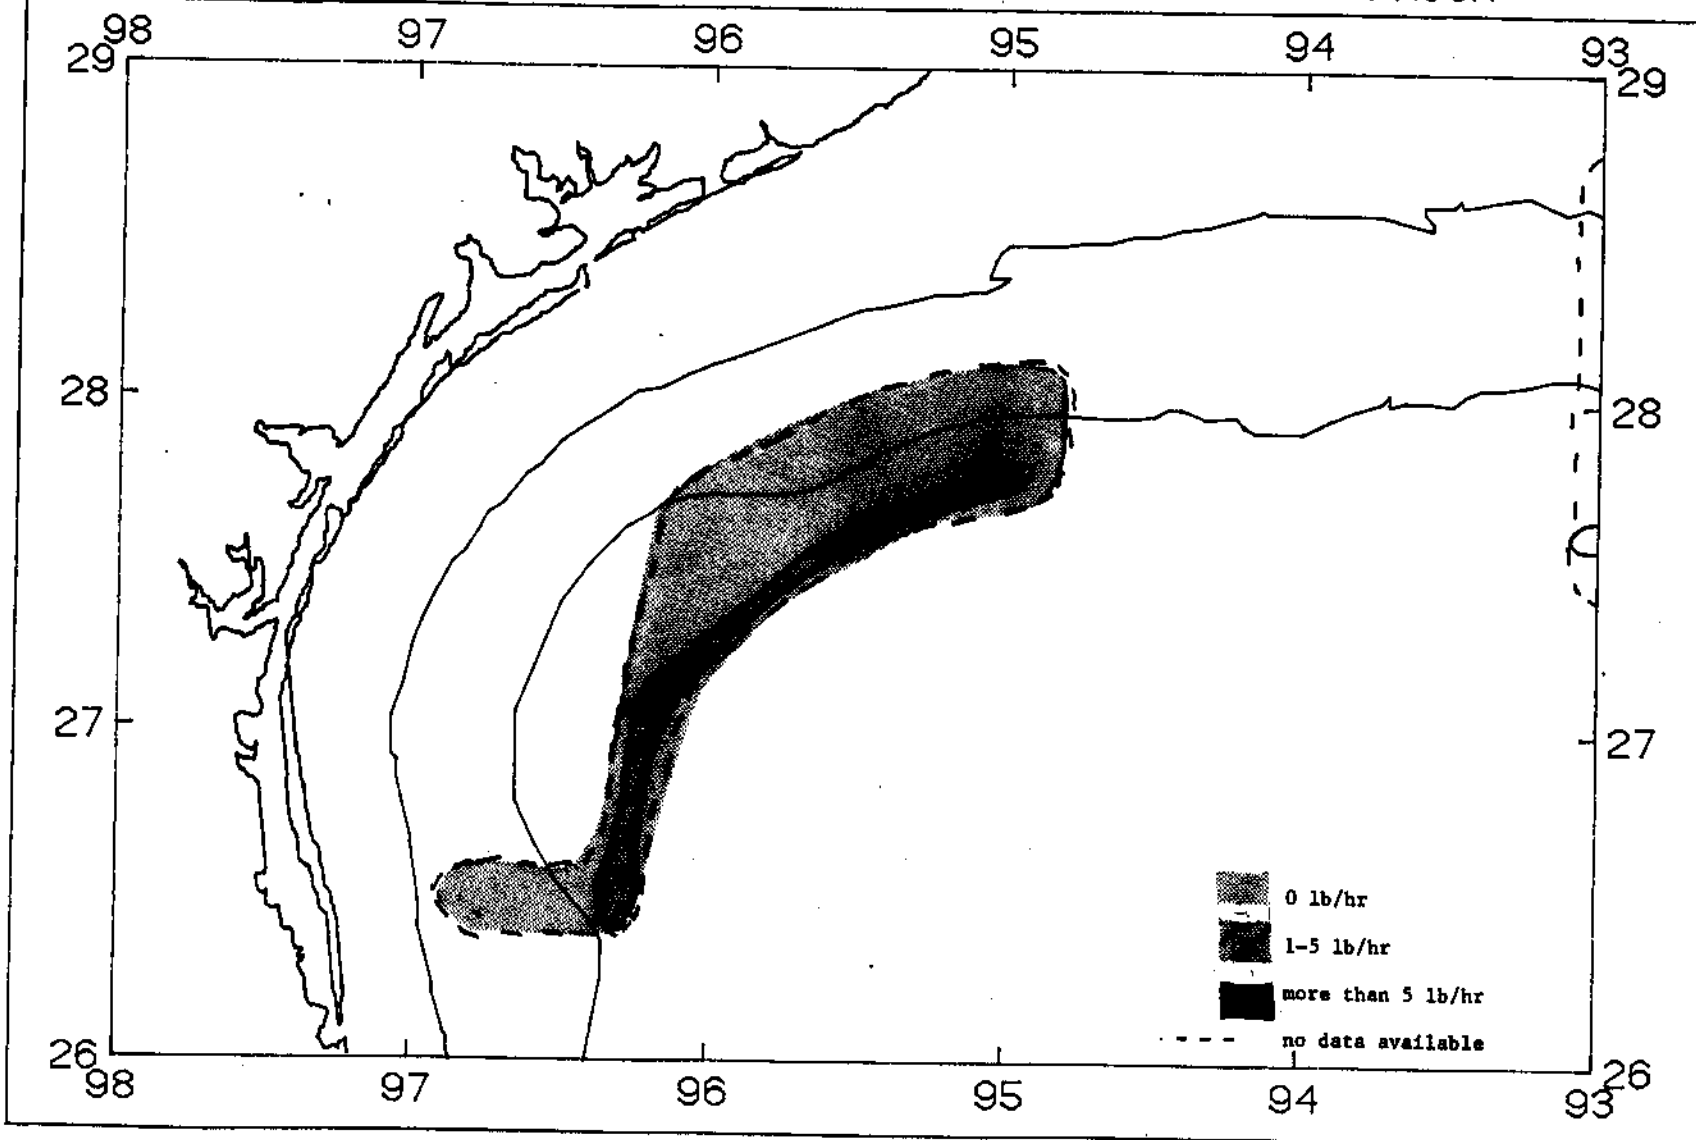 98 97 96 95 94 93
29 29
28 28
27 27
26 26
98 97 96 95 94 93
0 lb/hr
1-5 lb/hr
more than 5 lb/hr
no data available